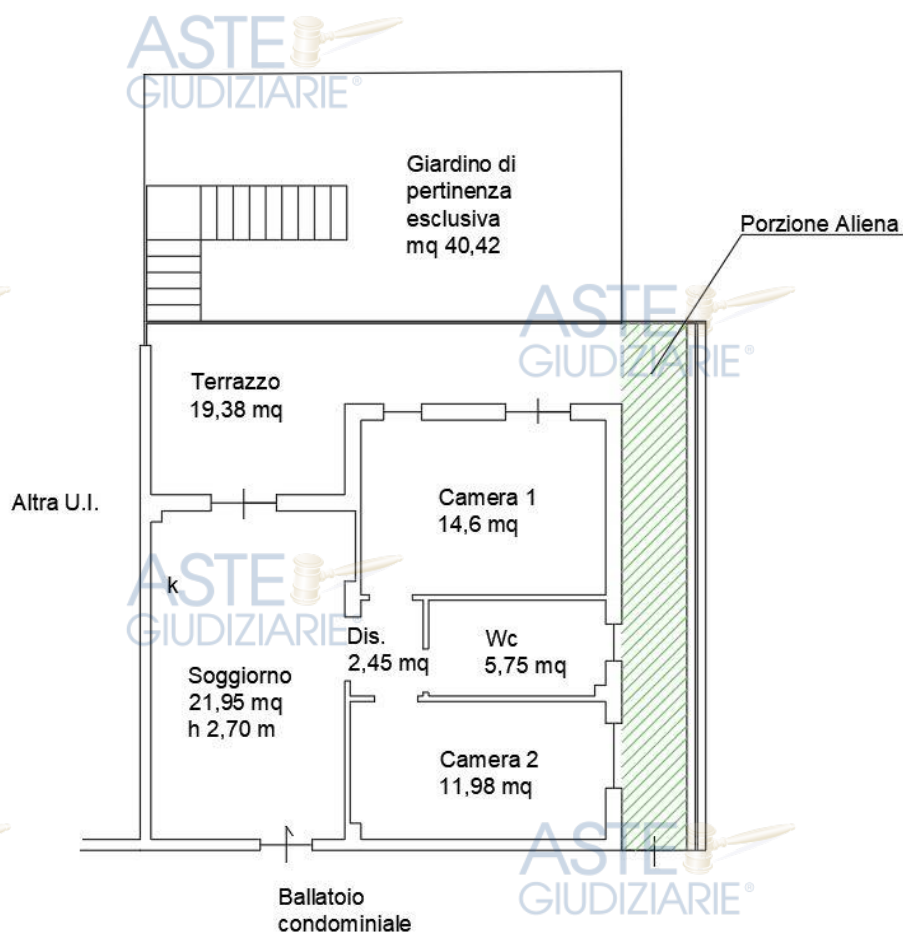 ASTE
GIUDIZIARIE®
Giardino di
pertinenza
esclusiva
mq 40,42
Porzione Aliena
ASTE
GIUDIZIARIE®
Terrazzo
19,38 mq
Altra U.I.
Camera 1
14,6 mq
ASTE
GIUDIZIARIE®
k
Dis.
2,45 mq
Wc
5,75 mq
Soggiorno
21,95 mq
h 2,70 m
Camera 2
11,98 mq
ASTE
GIUDIZIARIE®
Ballatoio
condominiale